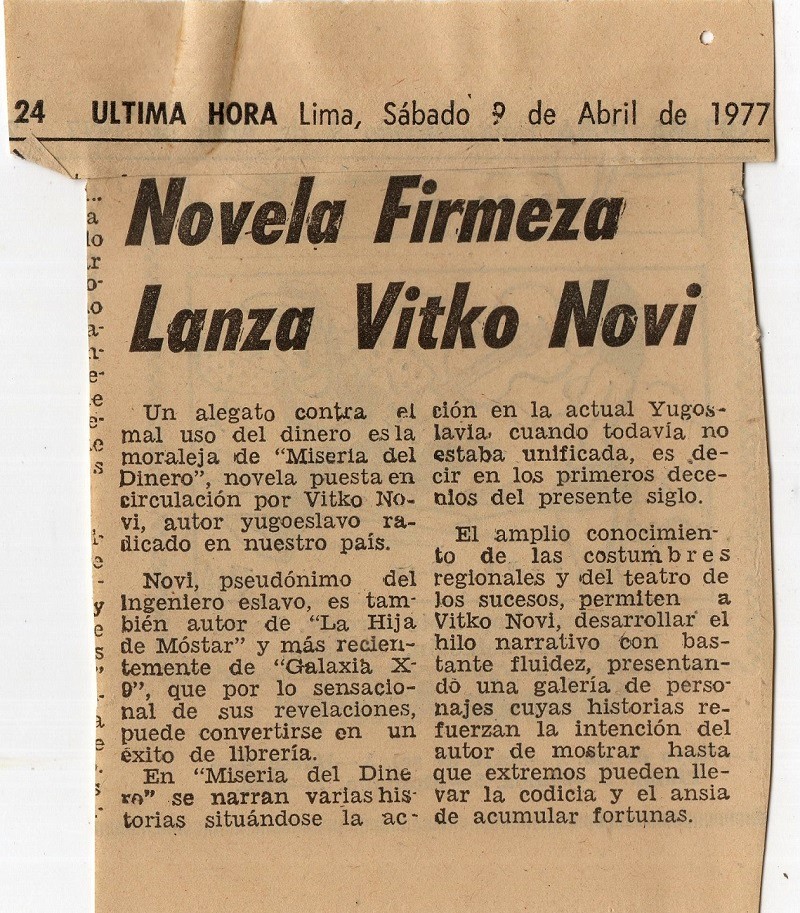 24 ULTIMA HORA Lima, Sábado 9 de Abril de 1977
Novela Firmeza
Lanza Vitko Novi
Un alegato contra el
mal uso del dinero es la
moraleja de "Miseria del
Dinero", novela puesta en
circulación por Vitko No-
vi, autor yugoeslavo ra-
dicado en nuestro país.
Novi, pseudónimo del
Ingeniero eslavo, es tam-
bién autor de "La Hija
de Móstar" y más recien-
temente de "Galaxia X-
9", que por lo sensacio-
nal de sus revelaciones,
puede convertirse en un
éxito de librería.
En "Miseria del Dine
ro" se narran varias his-
torias situándose la ac-
ción en la actual Yugos-
lavia, cuando todavía no
estaba unificada, es de-
cir en los primeros dece-
nios del presente siglo.
El amplio conocimien-
to de las costumbres
regionales y del teatro de
los sucesos, permiten a
Vitko Novi, desarrollar el
hilo narrativo con bas-
tante fluidez, presentan-
do una galería de perso-
najes cuyas historias re-
fuerzan la intención del
autor de mostrar hasta
que extremos pueden lle-
var la codicia y el ansia
de acumular fortunas.